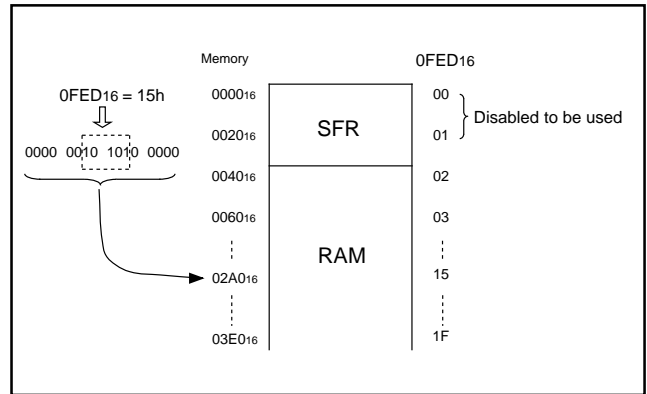 Memory
0FED16
0FED16 = 15h
000016
00
SFR
Disabled to be used
002016
01
0000 0010 1010 0000
004016
02
006016
03
RAM
02A016
15
03E016
1F